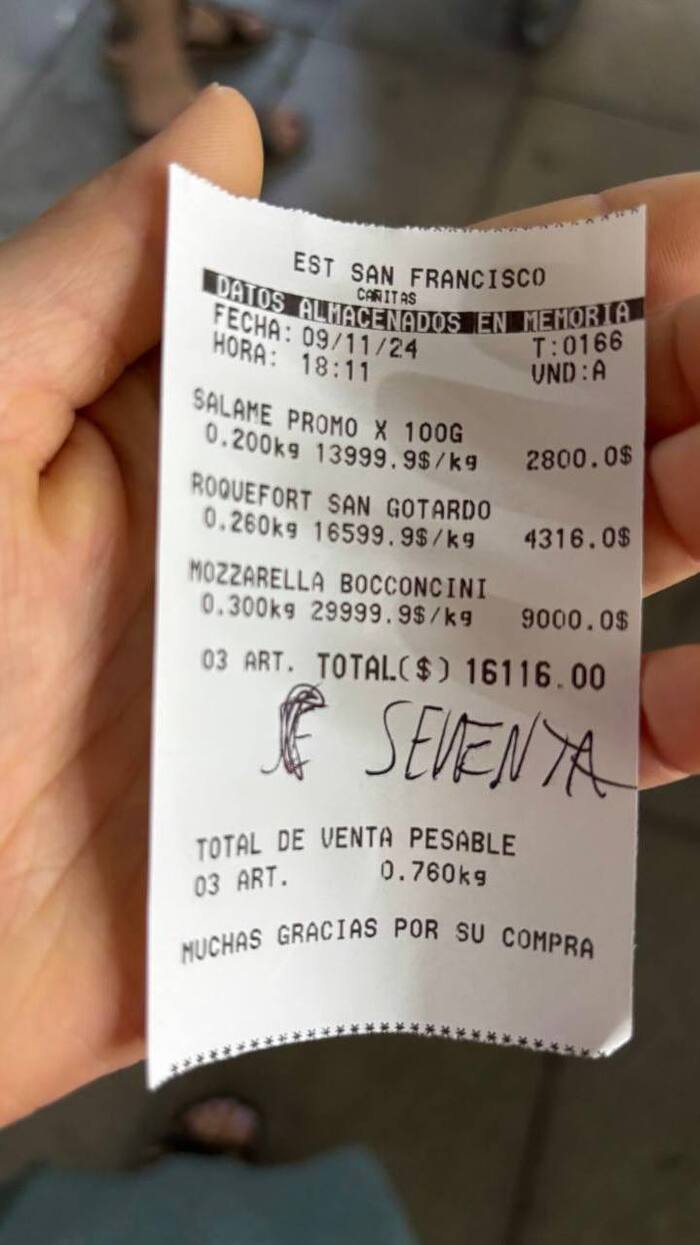 EST SAN FRANCISCO
CAÑITAS
DATOS ALMACENADOS EN MEMORIA
FECHA: 09/11/24 T:0166
HORA: 18:11 VND:A
SALAME PROMO X 100G
0.200kg 13999.9$/kg 2800.0$
ROQUEFORT SAN GOTARDO
0.260kg 16599.9$/kg 4316.0$
MOZZARELLA BOCCONCINI
0.300kg 29999.9$/kg 9000.0$
03 ART. TOTAL($) 16116.00
SEVENTA
TOTAL DE VENTA PESABLE
03 ART. 0.760kg
MUCHAS GRACIAS POR SU COMPRA